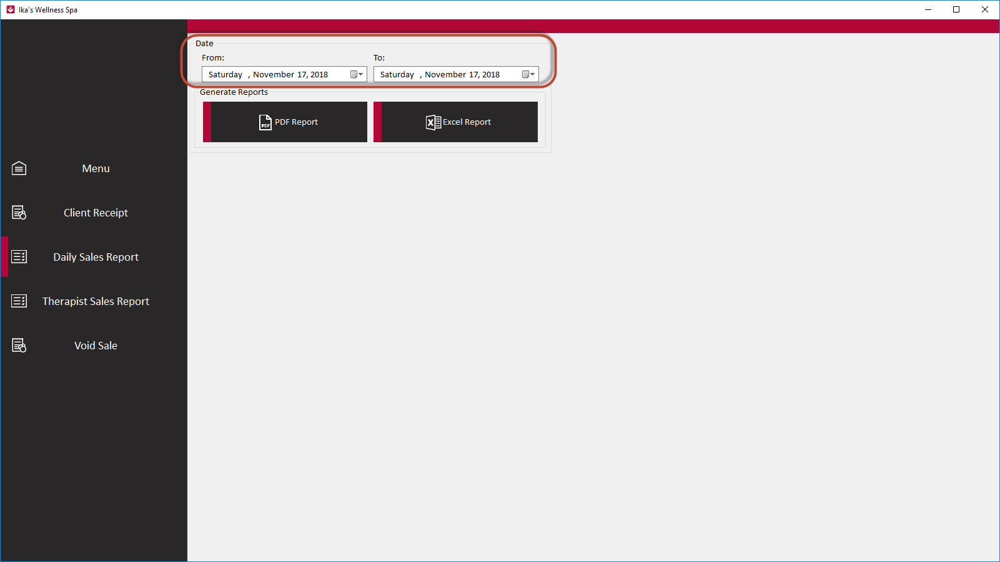 Ika's Wellness Spa
Date
From:
To:
Saturday , November 17, 2018
Saturday , November 17, 2018
Generate Reports
PDF
PDF Report
X
Excel Report
Menu
Client Receipt
Daily Sales Report
Therapist Sales Report
Void Sale